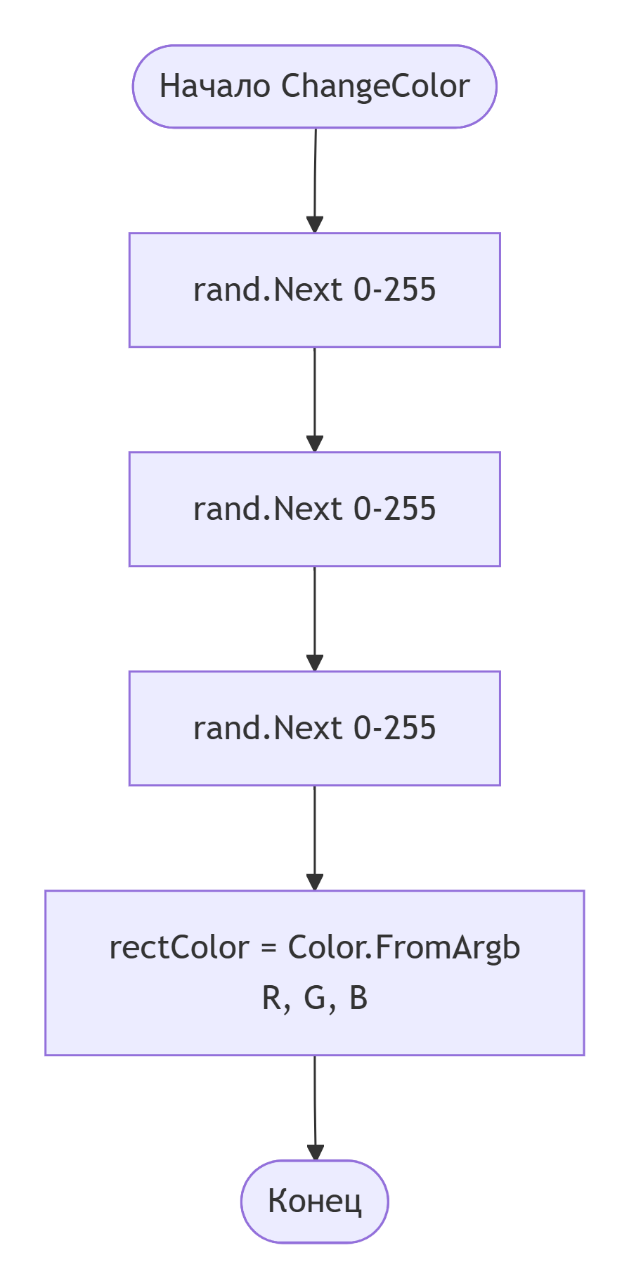 Начало ChangeColor
rand.Next 0-255
rand.Next 0-255
rand.Next 0-255
rectColor = Color.FromArgb
R, G, B
Конец